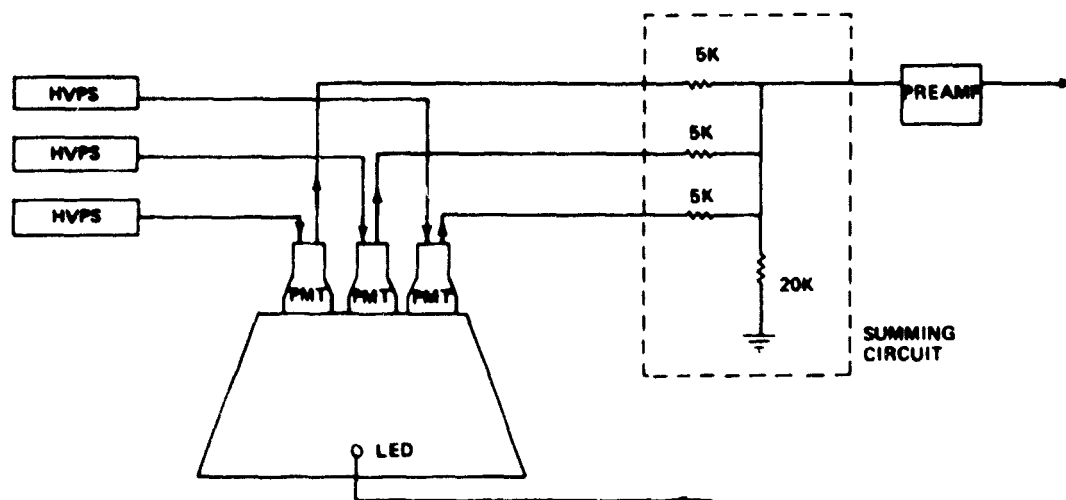 5K
HVPS
PREAMP
5K
HVPS
5K
HVPS
PMT PMT PMT
20K
SUMMING
CIRCUIT
LED